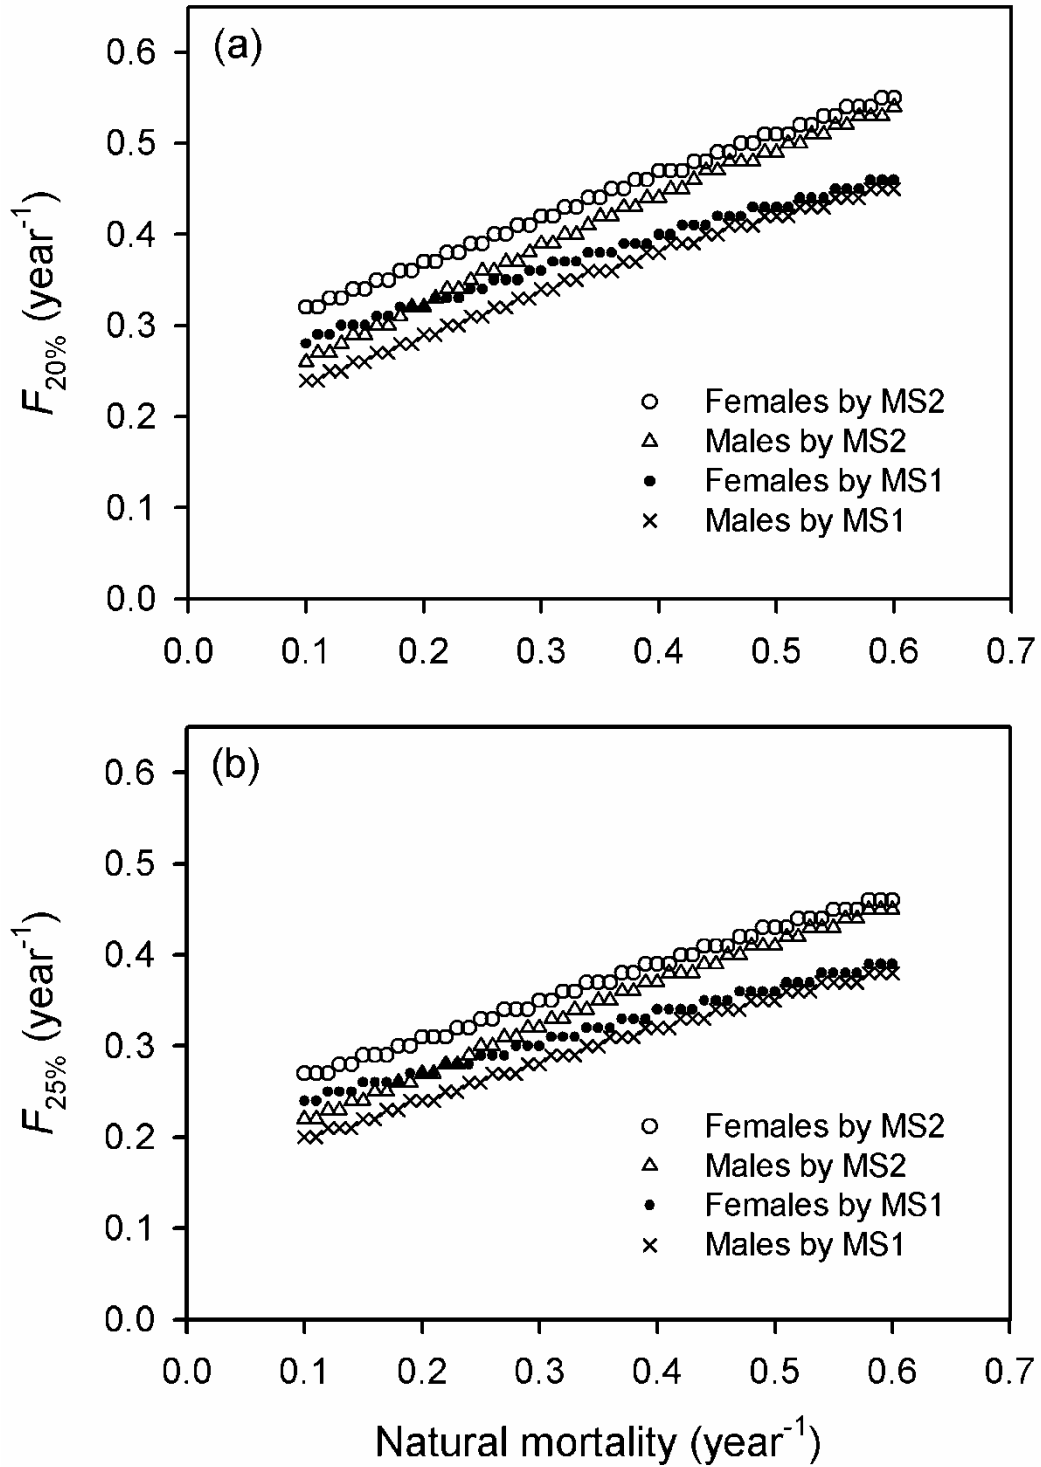 (a)
0.6
0.5
0.4
0.3
0.2
0.1
0.0
F20% (year-1)
Females by MS2
Males by MS2
Females by MS1
Males by MS1
0.0 0.1 0.2 0.3 0.4 0.5 0.6 0.7
(b)
0.6
0.5
0.4
0.3
0.2
0.1
0.0
F25% (year-1)
Females by MS2
Males by MS2
Females by MS1
Males by MS1
0.0 0.1 0.2 0.3 0.4 0.5 0.6 0.7
Natural mortality (year-1)